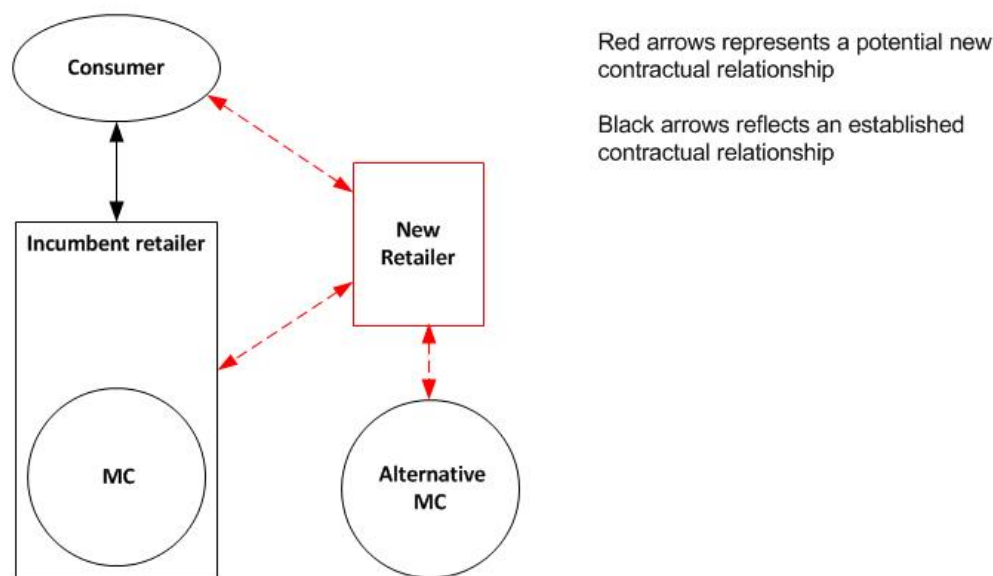 Consumer
Red arrows represents a potential new
contractual relationship
Black arrows reflects an established
contractual relationship
Incumbent retailer
New
Retailer
MC
Alternative
MC